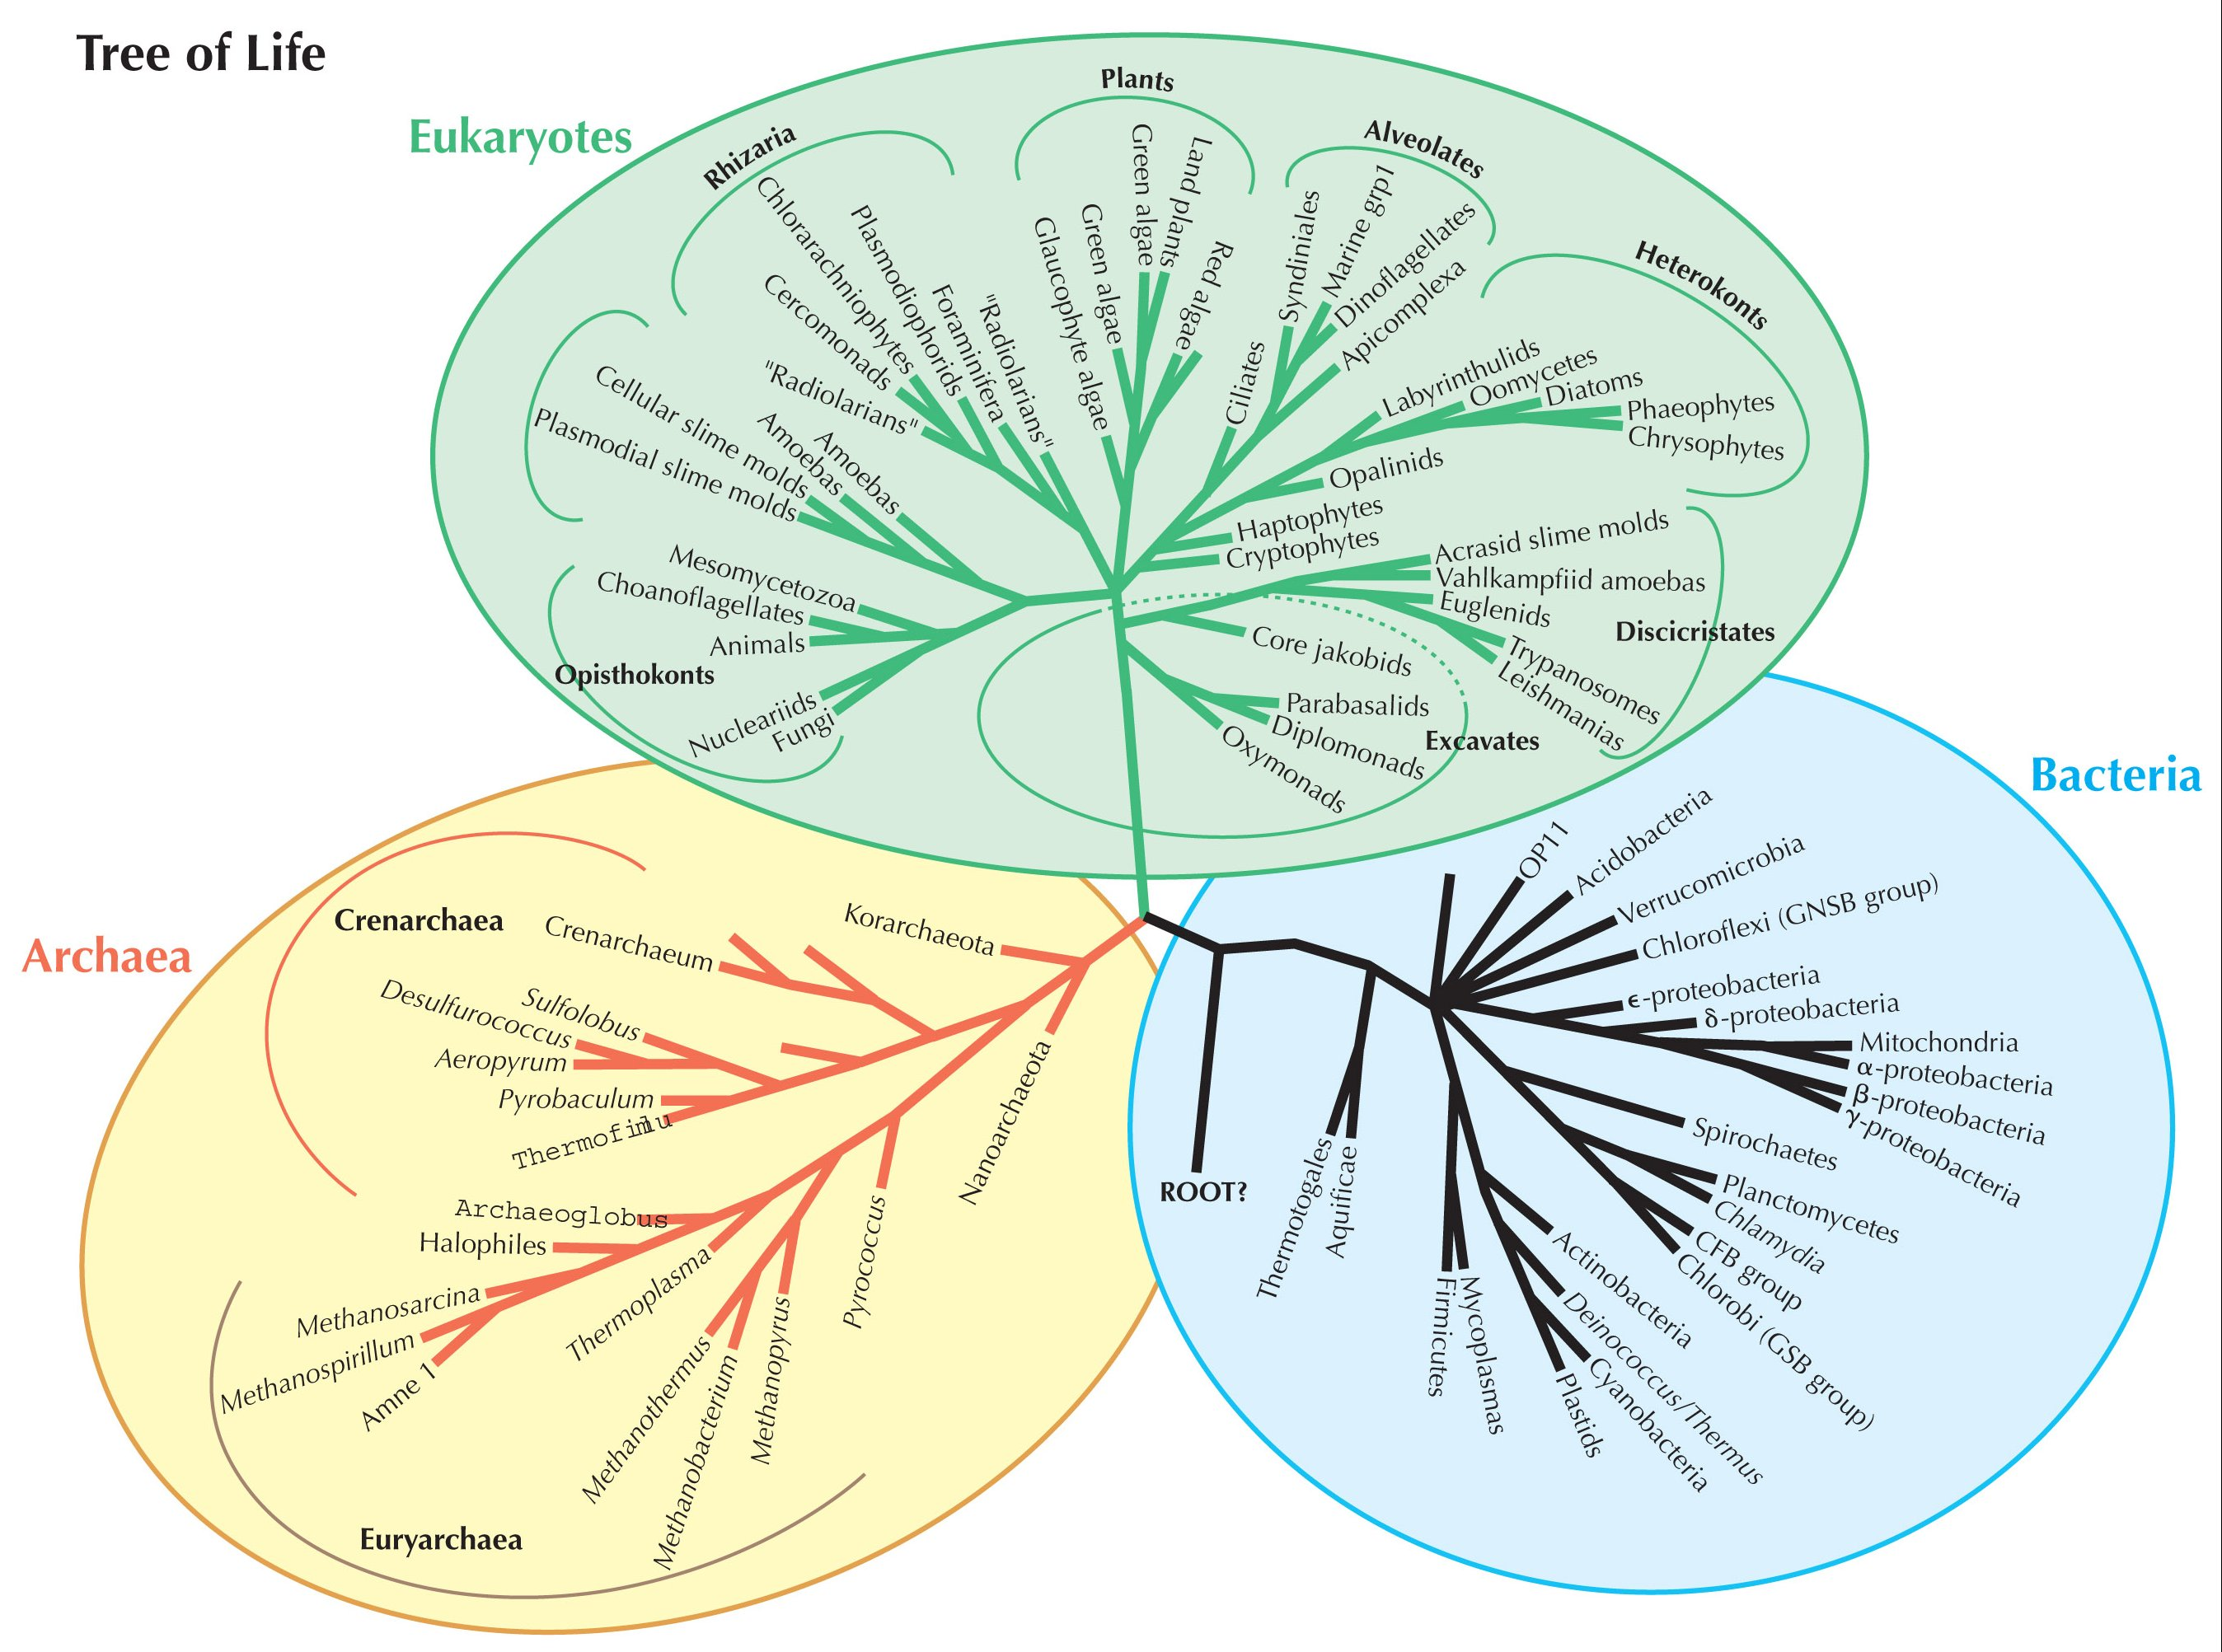 Tree of Life
Eukaryotes
Plants
Rhizaria
Alveolates
Heterokonts
Chlorarachniophytes
Plasmodiophorids
Cercomonads
Foraminifera
"Radiolarians"
"Radiolarians"
Glaucophyte algae
Green algae
Green algae
Land plants
Red algae
Syndiniales
Marine grp1
Dinoflagellates
Apicomplexa
Ciliates
Labyrinthulids
Oomycetes
Diatoms
Phaeophytes
Chrysophytes
Opalinids
Haptophytes
Cryptophytes
Cellular slime molds
Plasmodial slime molds
Amoebas
Amoebas
Mesomycetozoa
Choanoflagellates
Animals
Opisthokonts
Nucleariids
Fungi
Acrasid slime molds
Vahlkampfiid amoebas
Euglenids
Discicristates
Trypanosomes
Leishmanias
Core jakobids
Parabasalids
Diplomonads
Oxymonads
Excavates
Bacteria
OP11
Acidobacteria
Verrucomicrobia
Chloroflexi (GNSB group)
ϵ-proteobacteria
δ-proteobacteria
Mitochondria
α-proteobacteria
β-proteobacteria
γ-proteobacteria
Spirochaetes
Planctomycetes
Chlamydia
CFB group
Chlorobi (GSB group)
Actinobacteria
Deinococcus/Thermus
Cyanobacteria
Plastids
Mycoplasmas
Firmicutes
Aquificae
Thermotogales
ROOT?
Archaea
Crenarchaea
Korarchaeota
Crenarchaeum
Sulfolobus
Desulfurococcus
Aeropyrum
Pyrobaculum
Nanoarchaeota
Archaeoglobus
Halophiles
Methanosarcina
Methanospirillum
Amne 1
Thermoplasma
Methanothermus
Methanobacterium
Methanopyrus
Pyrococcus
Euryarchaea